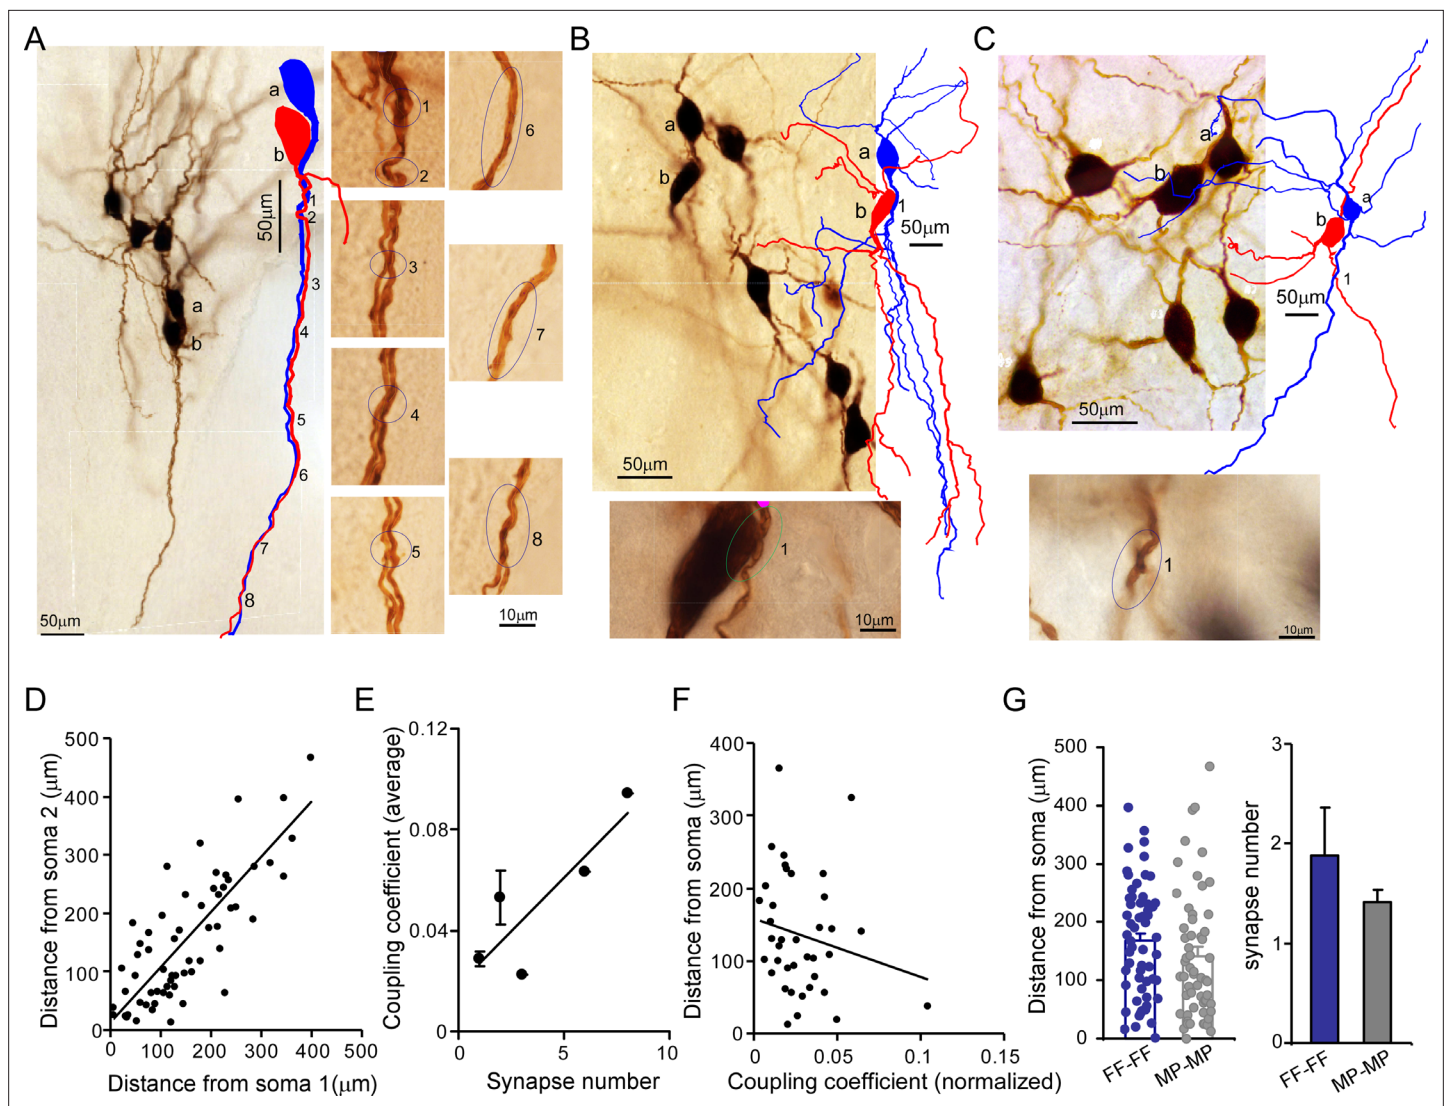 A
a
b
50μm
1
2
3
4
5
6
7
8
a
b
50μm
1
2
3
4
5
6
7
8
10μm
B
a
b
a
b
1
50μm
50μm
1
10μm
C
a
b
a
b
1
50μm
50μm
1
10μm
D
Distance from soma 2 (μm)
500
400
300
200
100
0
0 100 200 300 400 500
Distance from soma 1(μm)
E
Coupling coefficient (average)
0.12
0.08
0.04
0
0 5 10
Synapse number
F
Distance from soma (μm)
400
300
200
100
0
0 0.05 0.1 0.15
Coupling coefficient (normalized)
G
Distance from soma (μm)
500
400
300
200
100
0
FF-FF MP-MP
synapse number
3
2
1
0
FF-FF MP-MP